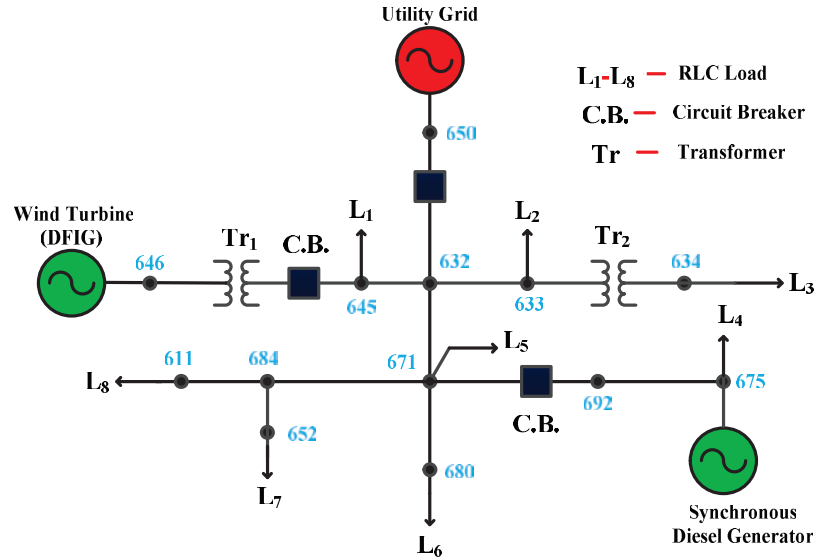 Utility Grid
L1-L8 RLC Load
C.B. Circuit Breaker
Tr Transformer
650
Wind Turbine
(DFIG)
646
Tr1
C.B.
L1
645
632
L2
633
Tr2
634
L3
L4
L5
671
675
692
C.B.
L8
611
684
652
L7
680
L6
Synchronous
Diesel Generator